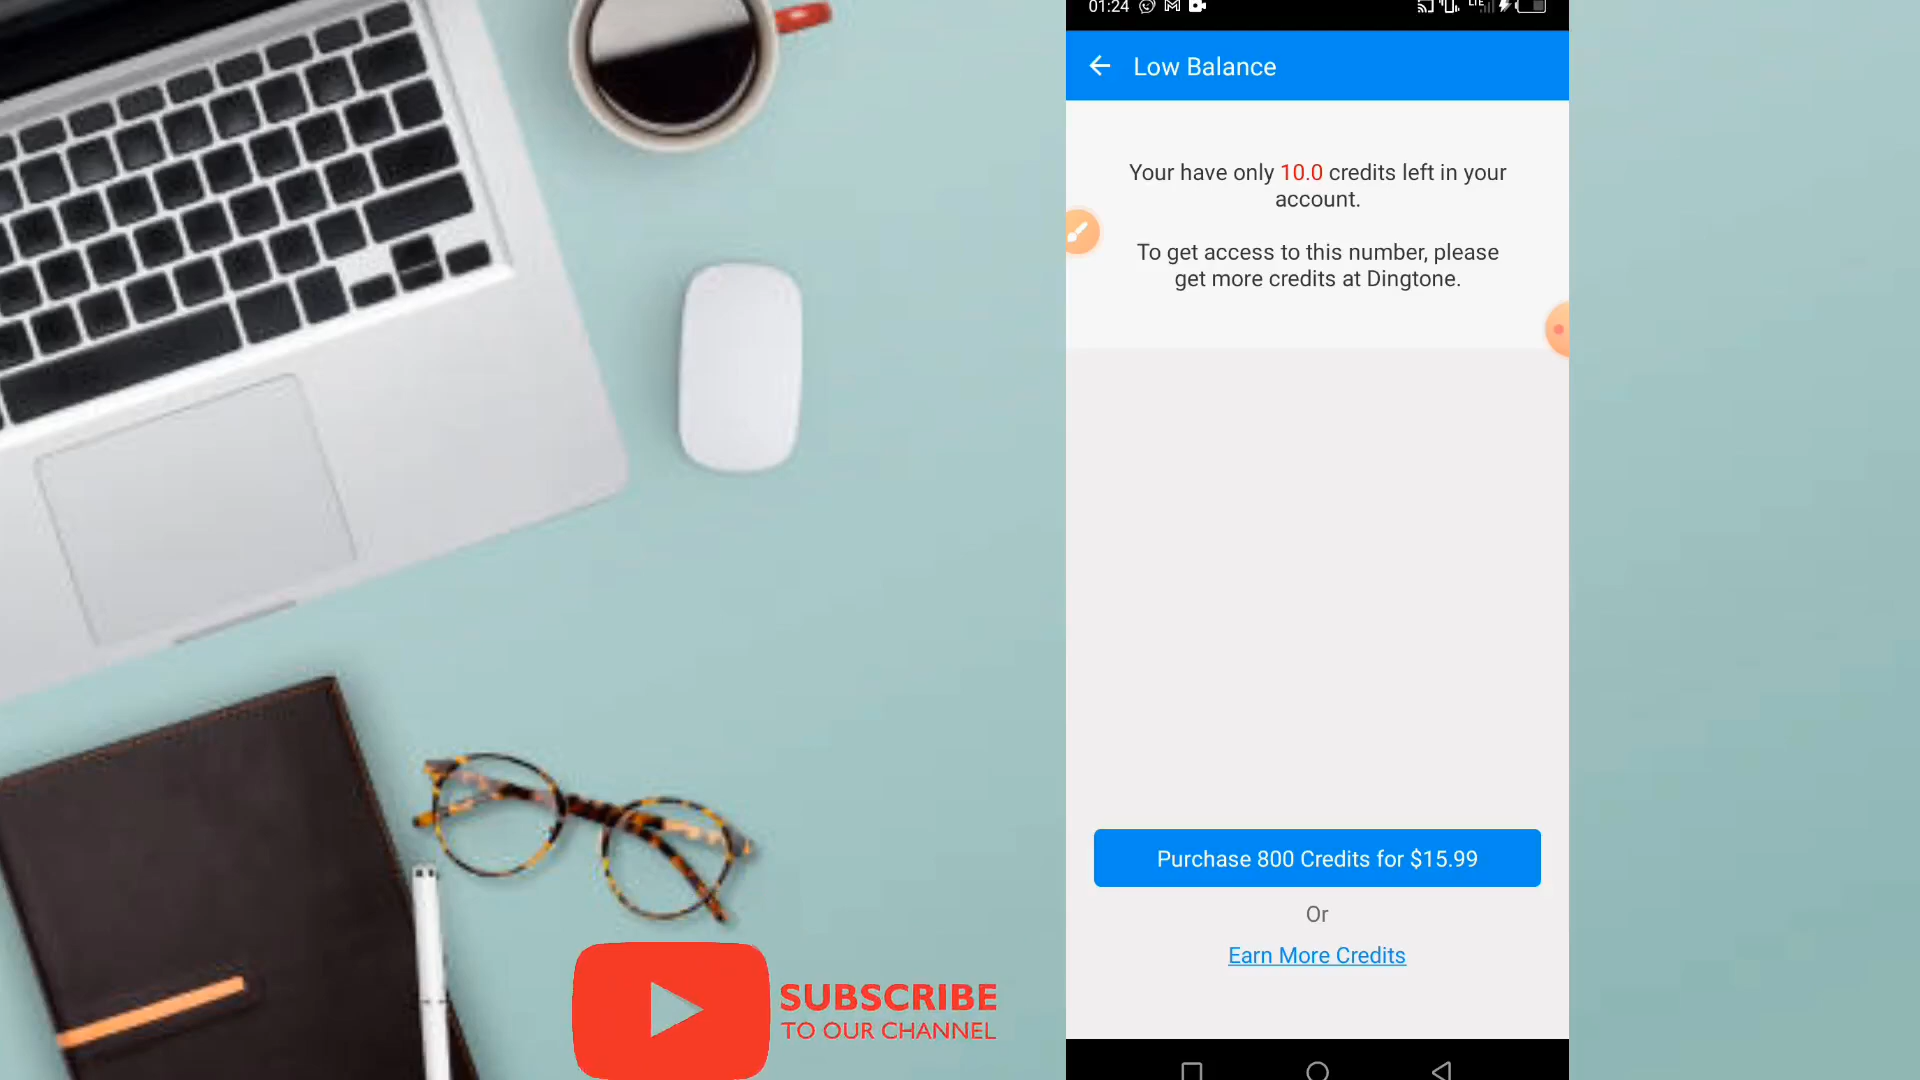 01:24
LTE
Low Balance
Your have only 10.0 credits left in your
account.
To get access to this number, please
get more credits at Dingtone.
Purchase 800 Credits for $15.99
Or
Earn More Credits
SUBSCRIBE
TO OUR CHANNEL